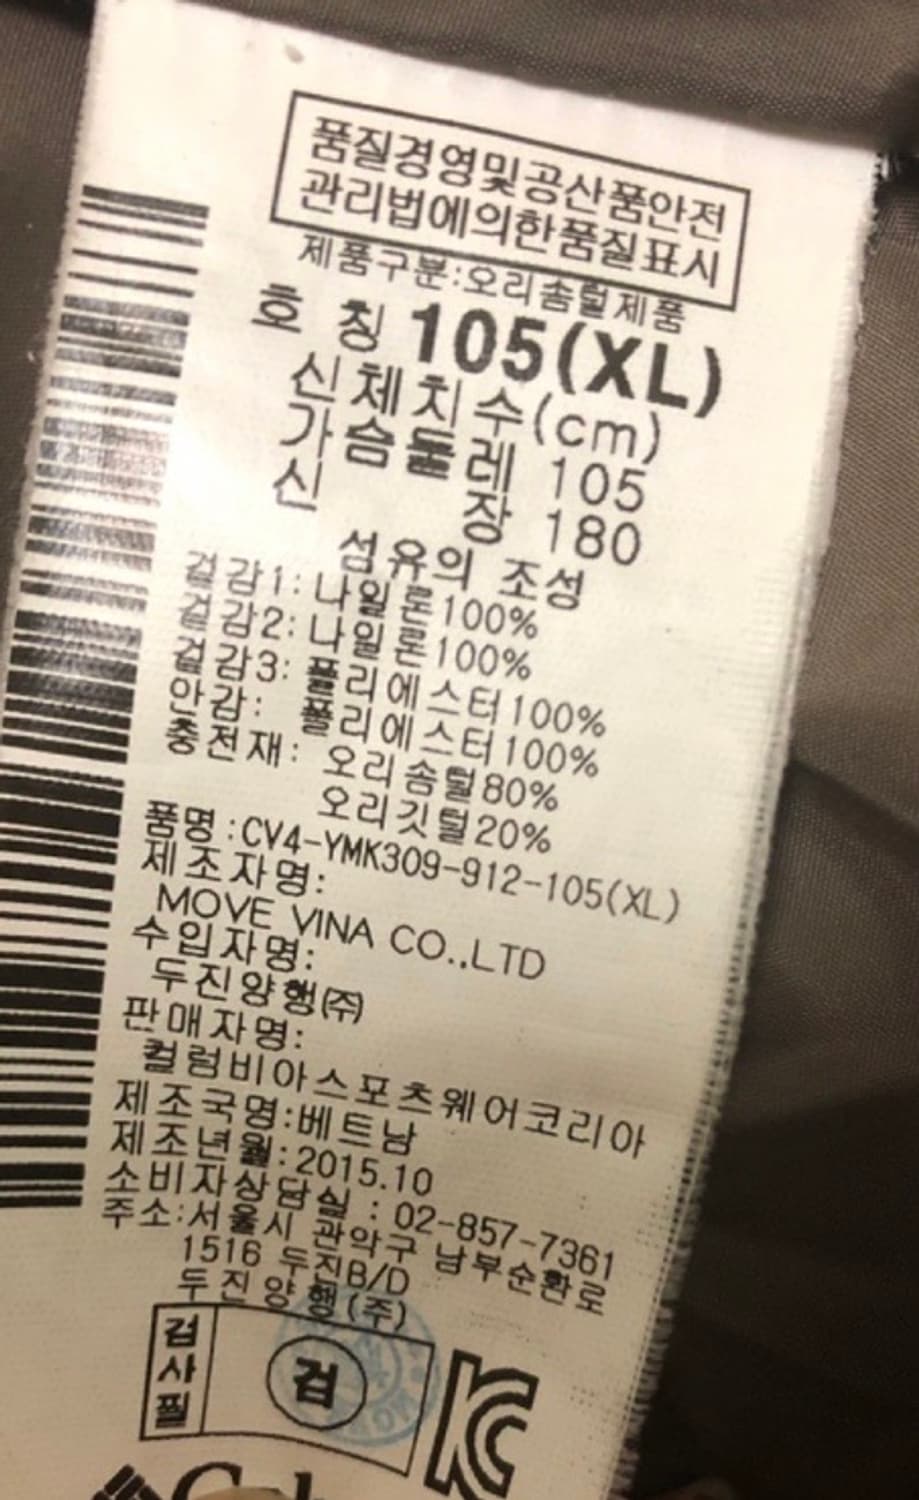 품질경영및공산품안전
관리법에의한품질표시
제품구분:오리솜털제품
호 칭 105(XL)
신체치수(cm)
가슴둘레 105
신 장 180
섬유의 조성
겉감1: 나일론100%
겉감2: 나일론100%
겉감3: 폴리에스터100%
안감: 폴리에스터100%
충전재: 오리솜털80%
오리깃털20%
품명:CV4-YMK309-912-105(XL)
제조자명:
MOVE VINA CO.,LTD
수입자명:
두진양행(주)
판매자명:
컬럼비아스포츠웨어코리아
제조국명:베트남
제조년월:2015.10
소비자상담실 : 02-857-7361
주소:서울시 관악구 남부순환로
1516 두진B/D
두진양행(주)
검사필
검
KC